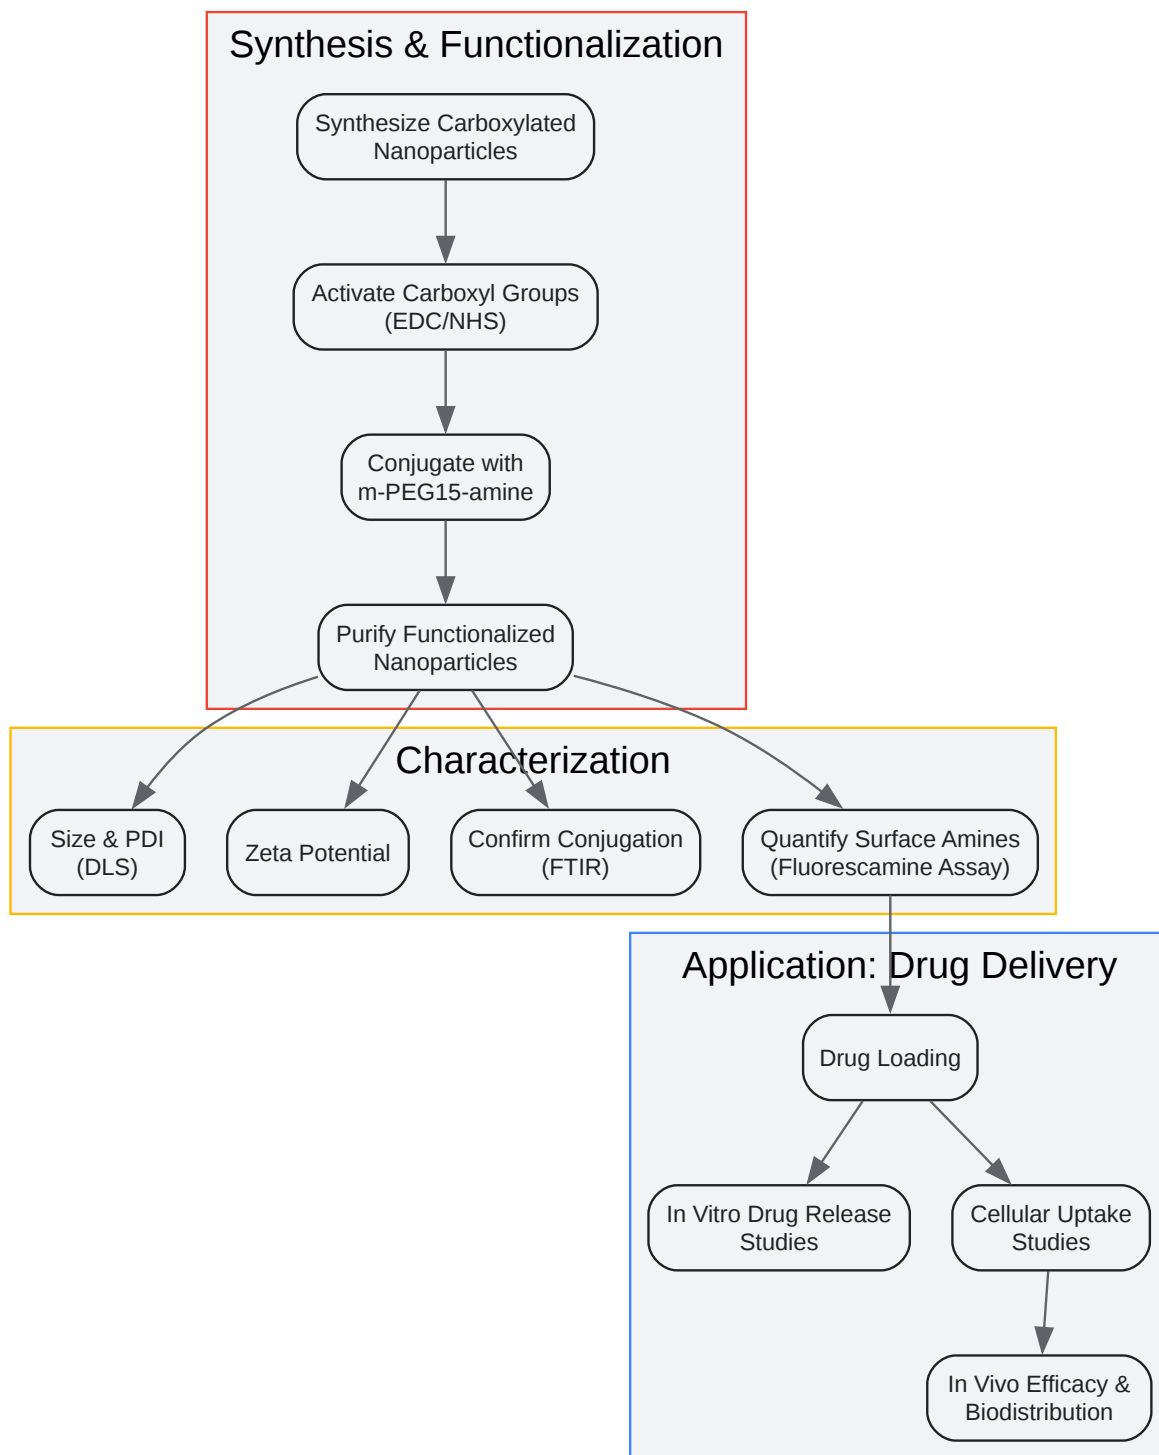 Synthesis & Functionalization
Synthesize Carboxylated
Nanoparticles
Activate Carboxyl Groups
(EDC/NHS)
Conjugate with
m-PEG15-amine
Purify Functionalized
Nanoparticles
Characterization
Size & PDI
(DLS)
Zeta Potential
Confirm Conjugation
(FTIR)
Quantify Surface Amines
(Fluorescamine Assay)
Application: Drug Delivery
Drug Loading
In Vitro Drug Release
Studies
Cellular Uptake
Studies
In Vivo Efficacy &
Biodistribution